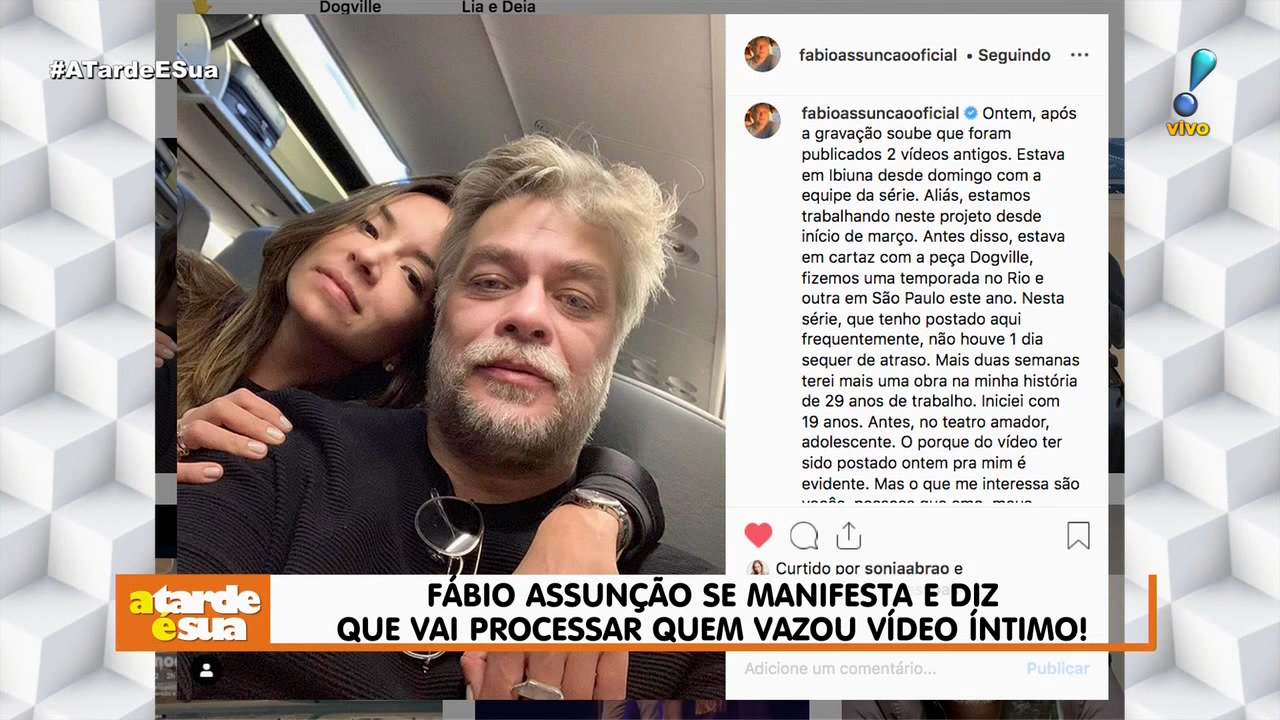 Dogville
Lia e Deia
#ATardeESua
fabioassuncaooficial • Seguindo
vivo
fabioassuncaooficial Ontem, após
a gravação soube que foram
publicados 2 vídeos antigos. Estava
em Ibiuna desde domingo com a
equipe da série. Aliás, estamos
trabalhando neste projeto desde
início de março. Antes disso, estava
em cartaz com a peça Dogville,
fizemos uma temporada no Rio e
outra em São Paulo este ano. Nesta
série, que tenho postado aqui
frequentemente, não houve 1 dia
sequer de atraso. Mais duas semanas
terei mais uma obra na minha história
de 29 anos de trabalho. Iniciei com
19 anos. Antes, no teatro amador,
adolescente. O porque do vídeo ter
sido postado ontem pra mim é
evidente. Mas o que me interessa são
Curtido por soniaabrao e
a tarde
é sua
FÁBIO ASSUNÇÃO SE MANIFESTA E DIZ
QUE VAI PROCESSAR QUEM VAZOU VÍDEO ÍNTIMO!
Adicione um comentário... Publicar